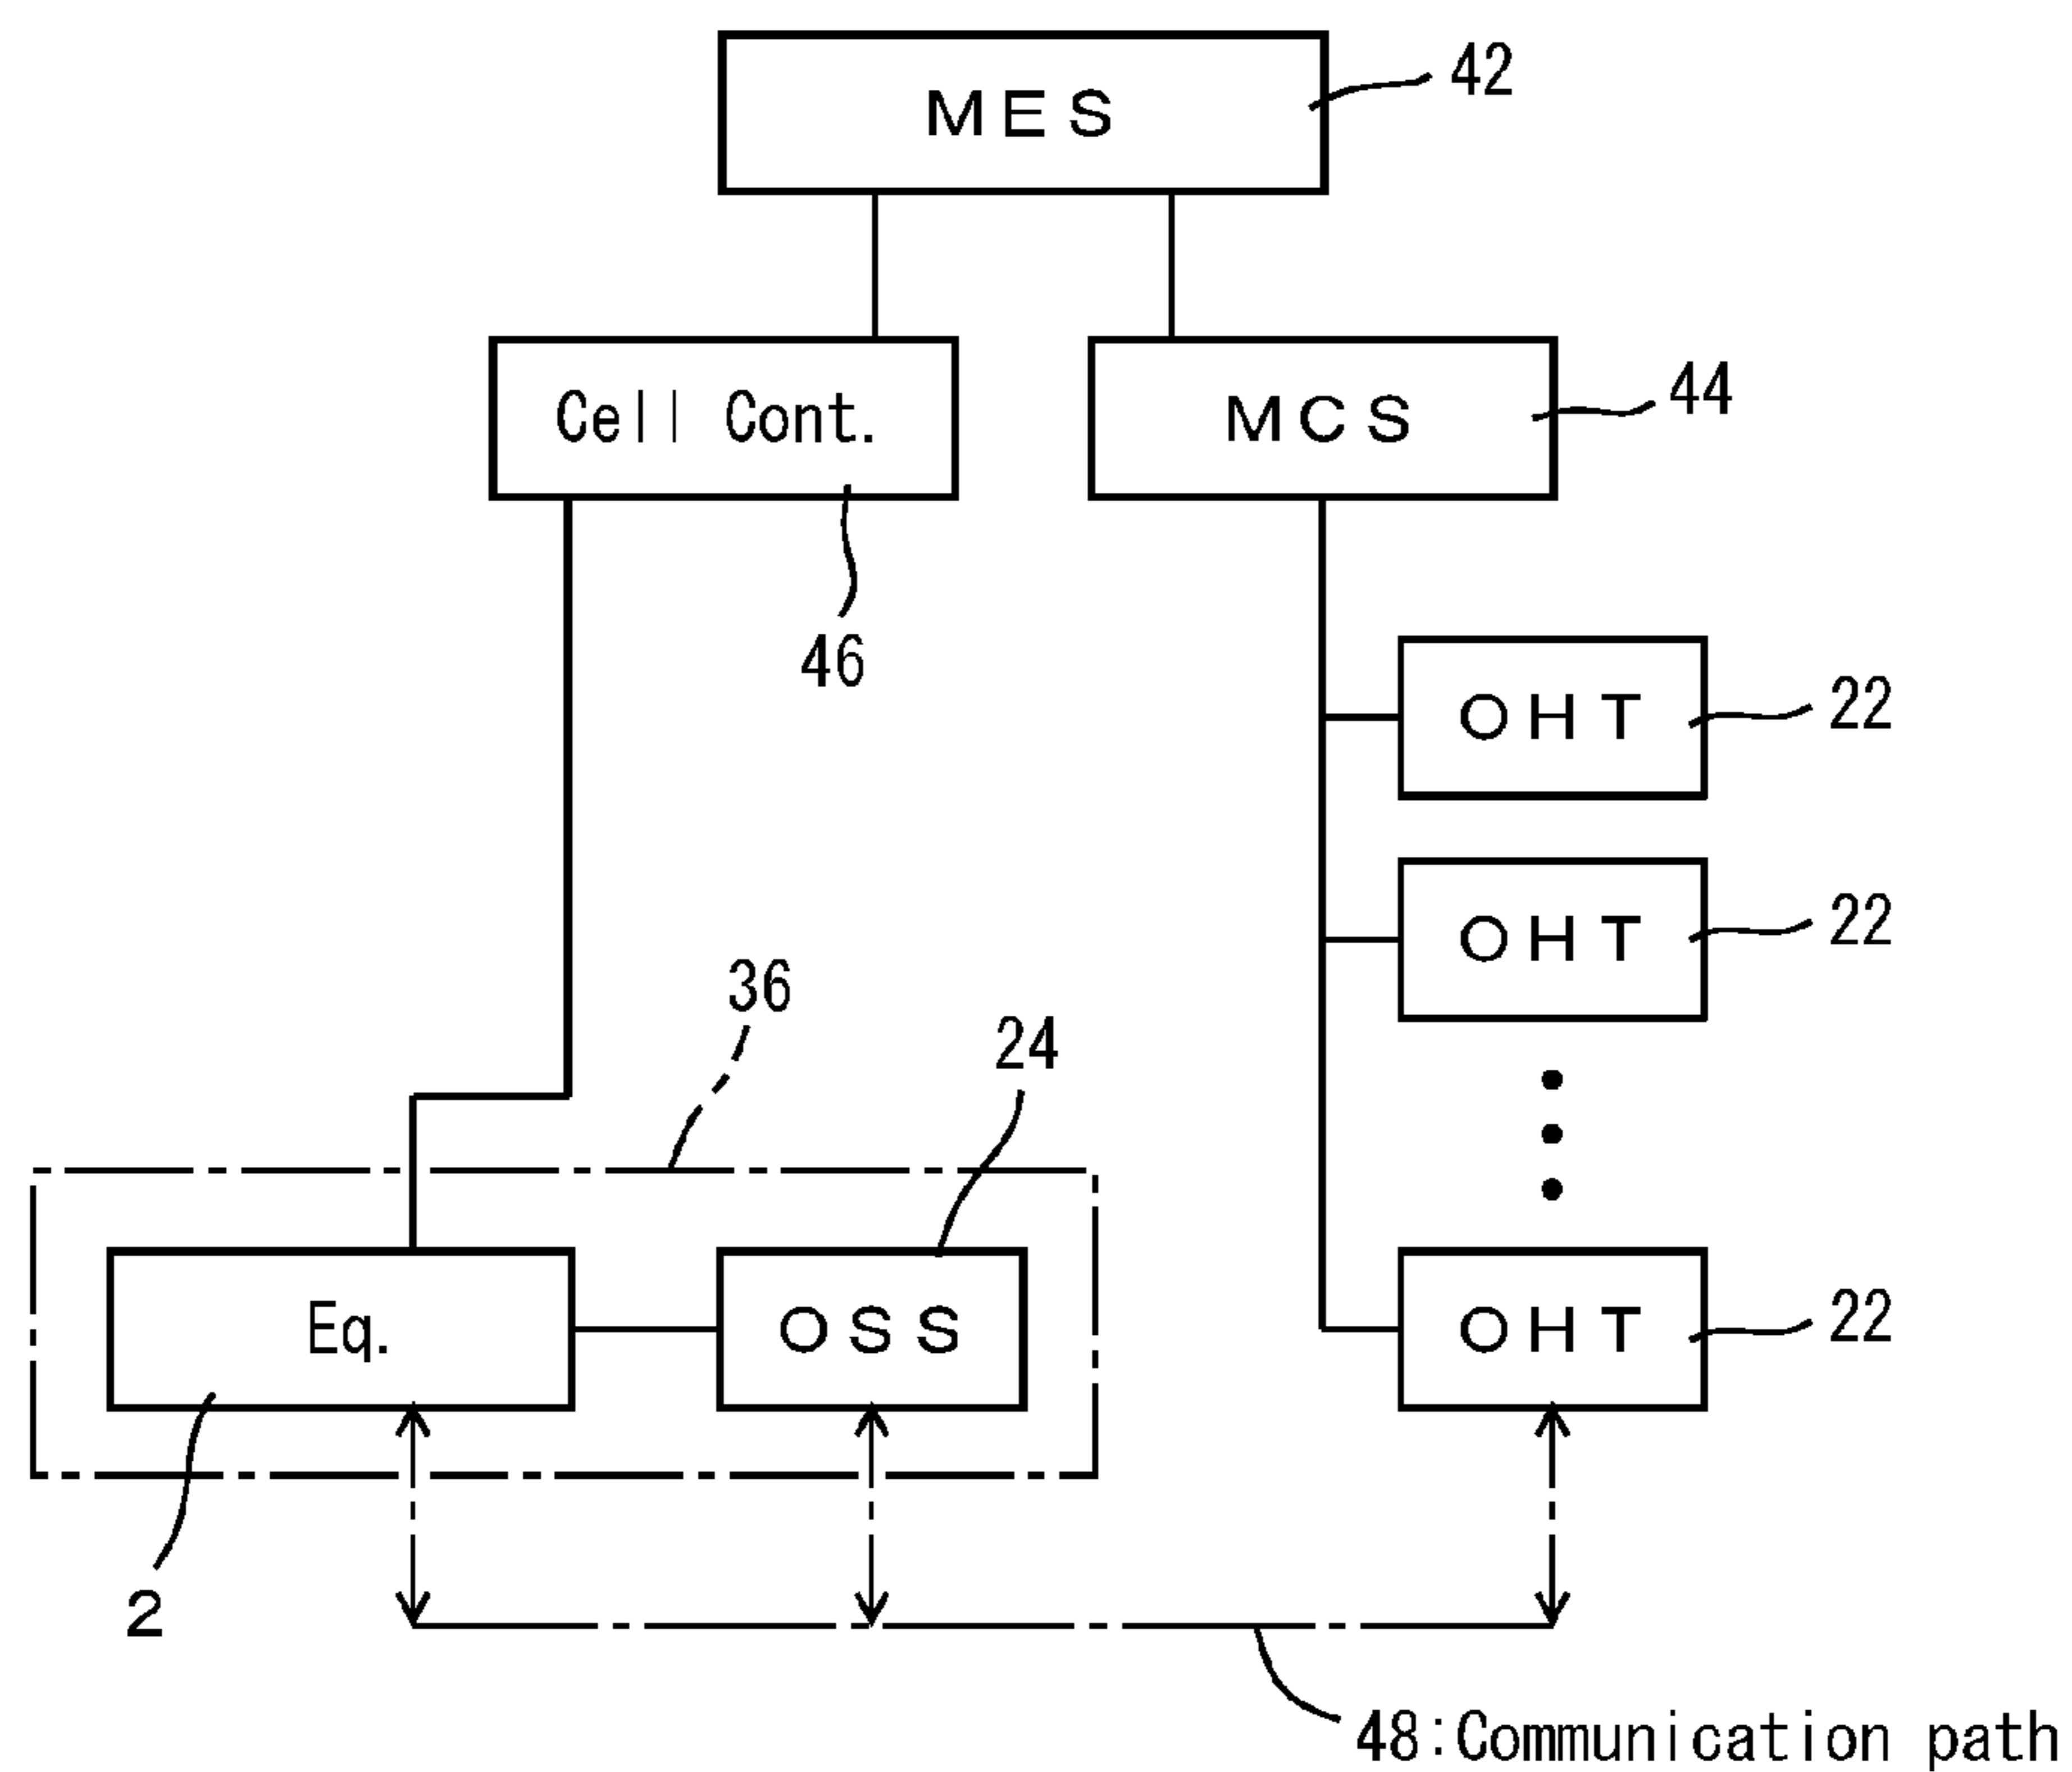 MES
42
Cell Cont.
MCS
44
46
OHT
22
OHT
22
36
24
Eq.
OSS
OHT
22
2
48:Communication path